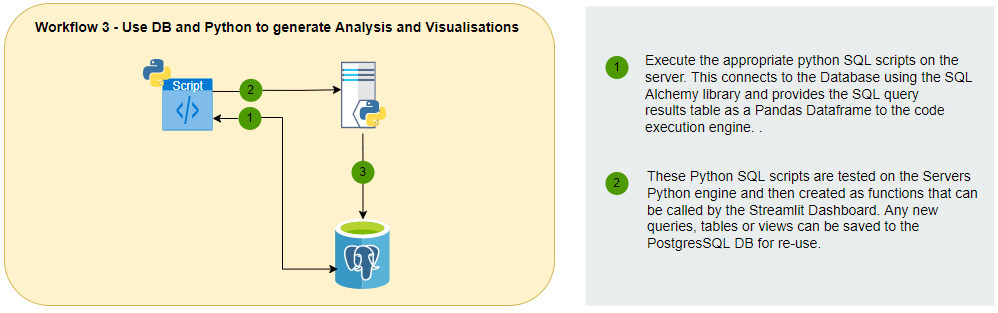 Workflow 3 - Use DB and Python to generate Analysis and Visualisations
Script
</>
2
1
3
1
Execute the appropriate python SQL scripts on the
server. This connects to the Database using the SQL
Alchemy library and provides the SQL query
results table as a Pandas Dataframe to the code
execution engine. .
2
These Python SQL scripts are tested on the Servers
Python engine and then created as functions that can
be called by the Streamlit Dashboard. Any new
queries, tables or views can be saved to the
PostgresSQL DB for re-use.